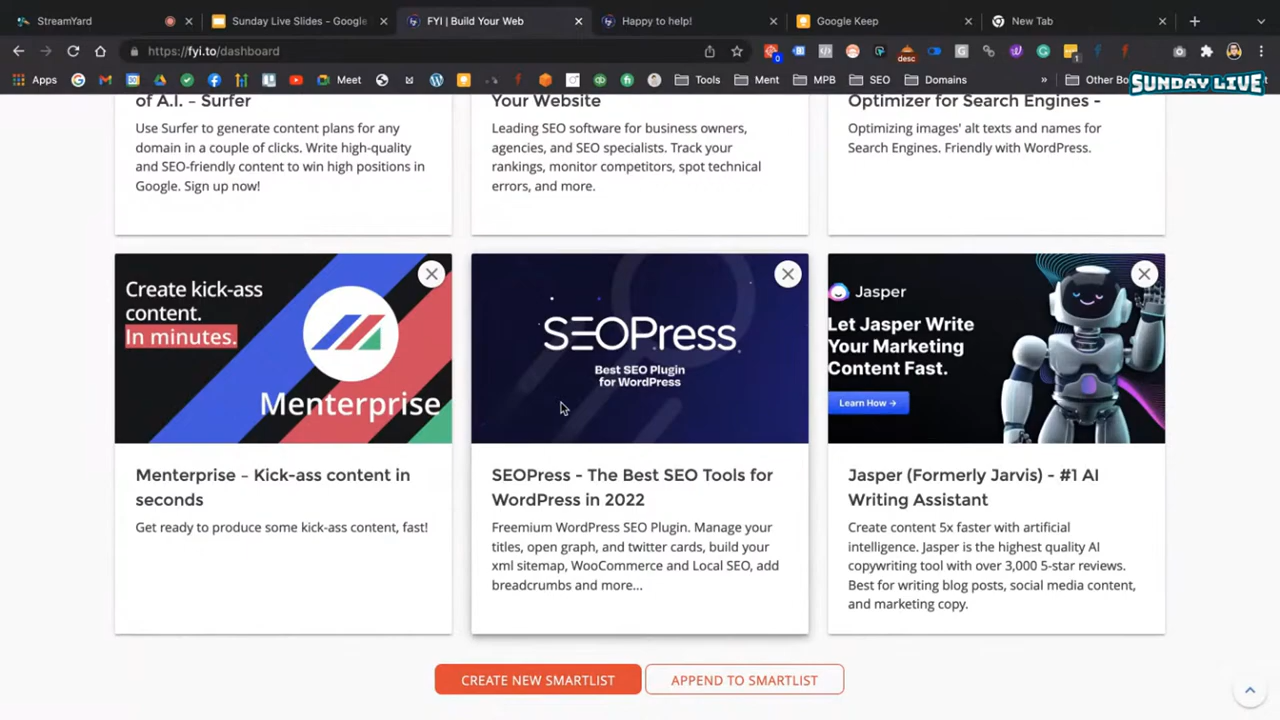 StreamYard
Sunday Live Slides - Google
FYI | Build Your Web
Happy to help!
Google Keep
New Tab
https://fyi.to/dashboard
0
desc
1
Apps
Meet
Tools
Ment
MPB
SEO
Domains
»
Other Bo
SUNDAY LIVE
of A.I. – Surfer
Use Surfer to generate content plans for any
domain in a couple of clicks. Write high-quality
and SEO-friendly content to win high positions in
Google. Sign up now!
Your Website
Leading SEO software for business owners,
agencies, and SEO specialists. Track your
rankings, monitor competitors, spot technical
errors, and more.
Optimizer for Search Engines -
Optimizing images' alt texts and names for
Search Engines. Friendly with WordPress.
Create kick-ass
content.
In minutes.
Menterprise
Menterprise – Kick-ass content in
seconds
Get ready to produce some kick-ass content, fast!
SEOPress
Best SEO Plugin
for WordPress
SEOPress - The Best SEO Tools for
WordPress in 2022
Freemium WordPress SEO Plugin. Manage your
titles, open graph, and twitter cards, build your
xml sitemap, WooCommerce and Local SEO, add
breadcrumbs and more...
Jasper
Let Jasper Write
Your Marketing
Content Fast.
Learn How →
Jasper (Formerly Jarvis) - #1 AI
Writing Assistant
Create content 5x faster with artificial
intelligence. Jasper is the highest quality AI
copywriting tool with over 3,000 5-star reviews.
Best for writing blog posts, social media content,
and marketing copy.
CREATE NEW SMARTLIST
APPEND TO SMARTLIST